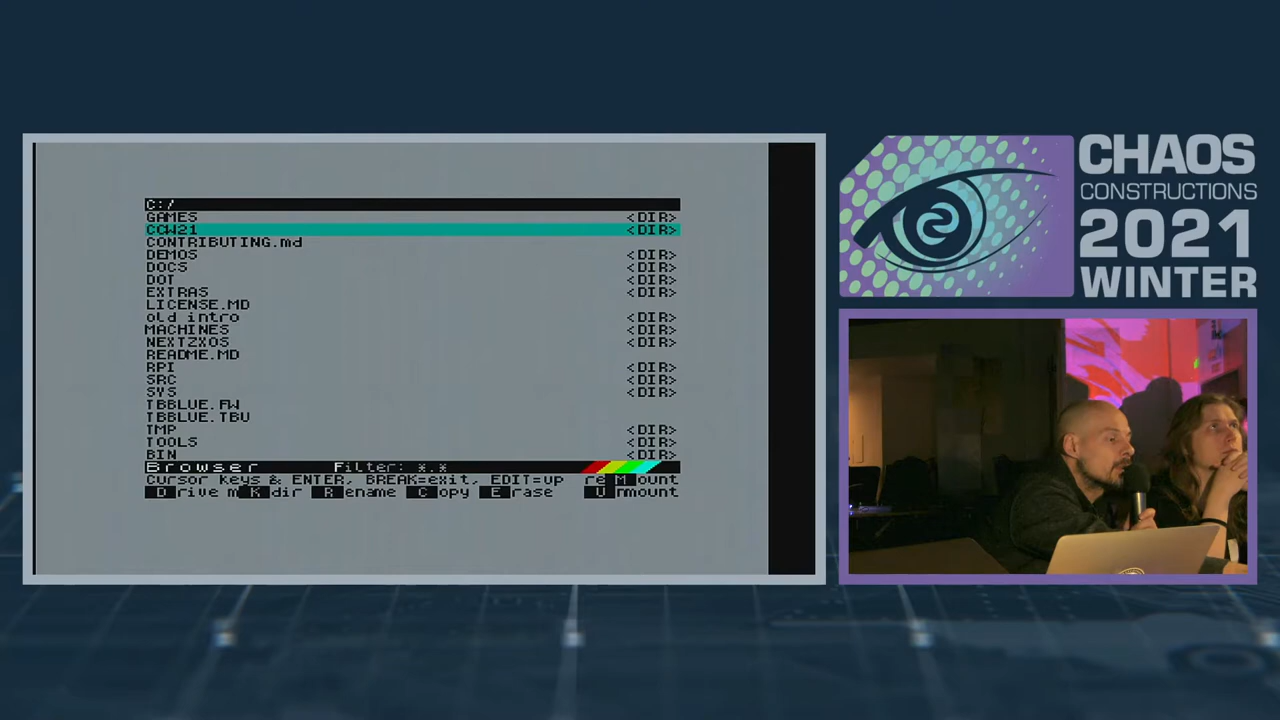 C:/
GAMES <DIR>
CCW21 <DIR>
CONTRIBUTING.md
DEMOS <DIR>
DOCS <DIR>
DOT <DIR>
EXTRAS <DIR>
LICENSE.MD
old intro <DIR>
MACHINES <DIR>
NEXTZXOS <DIR>
README.MD
RPI <DIR>
SRC <DIR>
SYS <DIR>
TBBLUE.FW
TBBLUE.TBU
TMP <DIR>
TOOLS <DIR>
BIN <DIR>
Browser Filter: *.*
Cursor keys & ENTER, BREAK=exit, EDIT=up reMount
Drive mKdir Rename Copy Erase Unmount
CHAOS
CONSTRUCTIONS
2021
WINTER